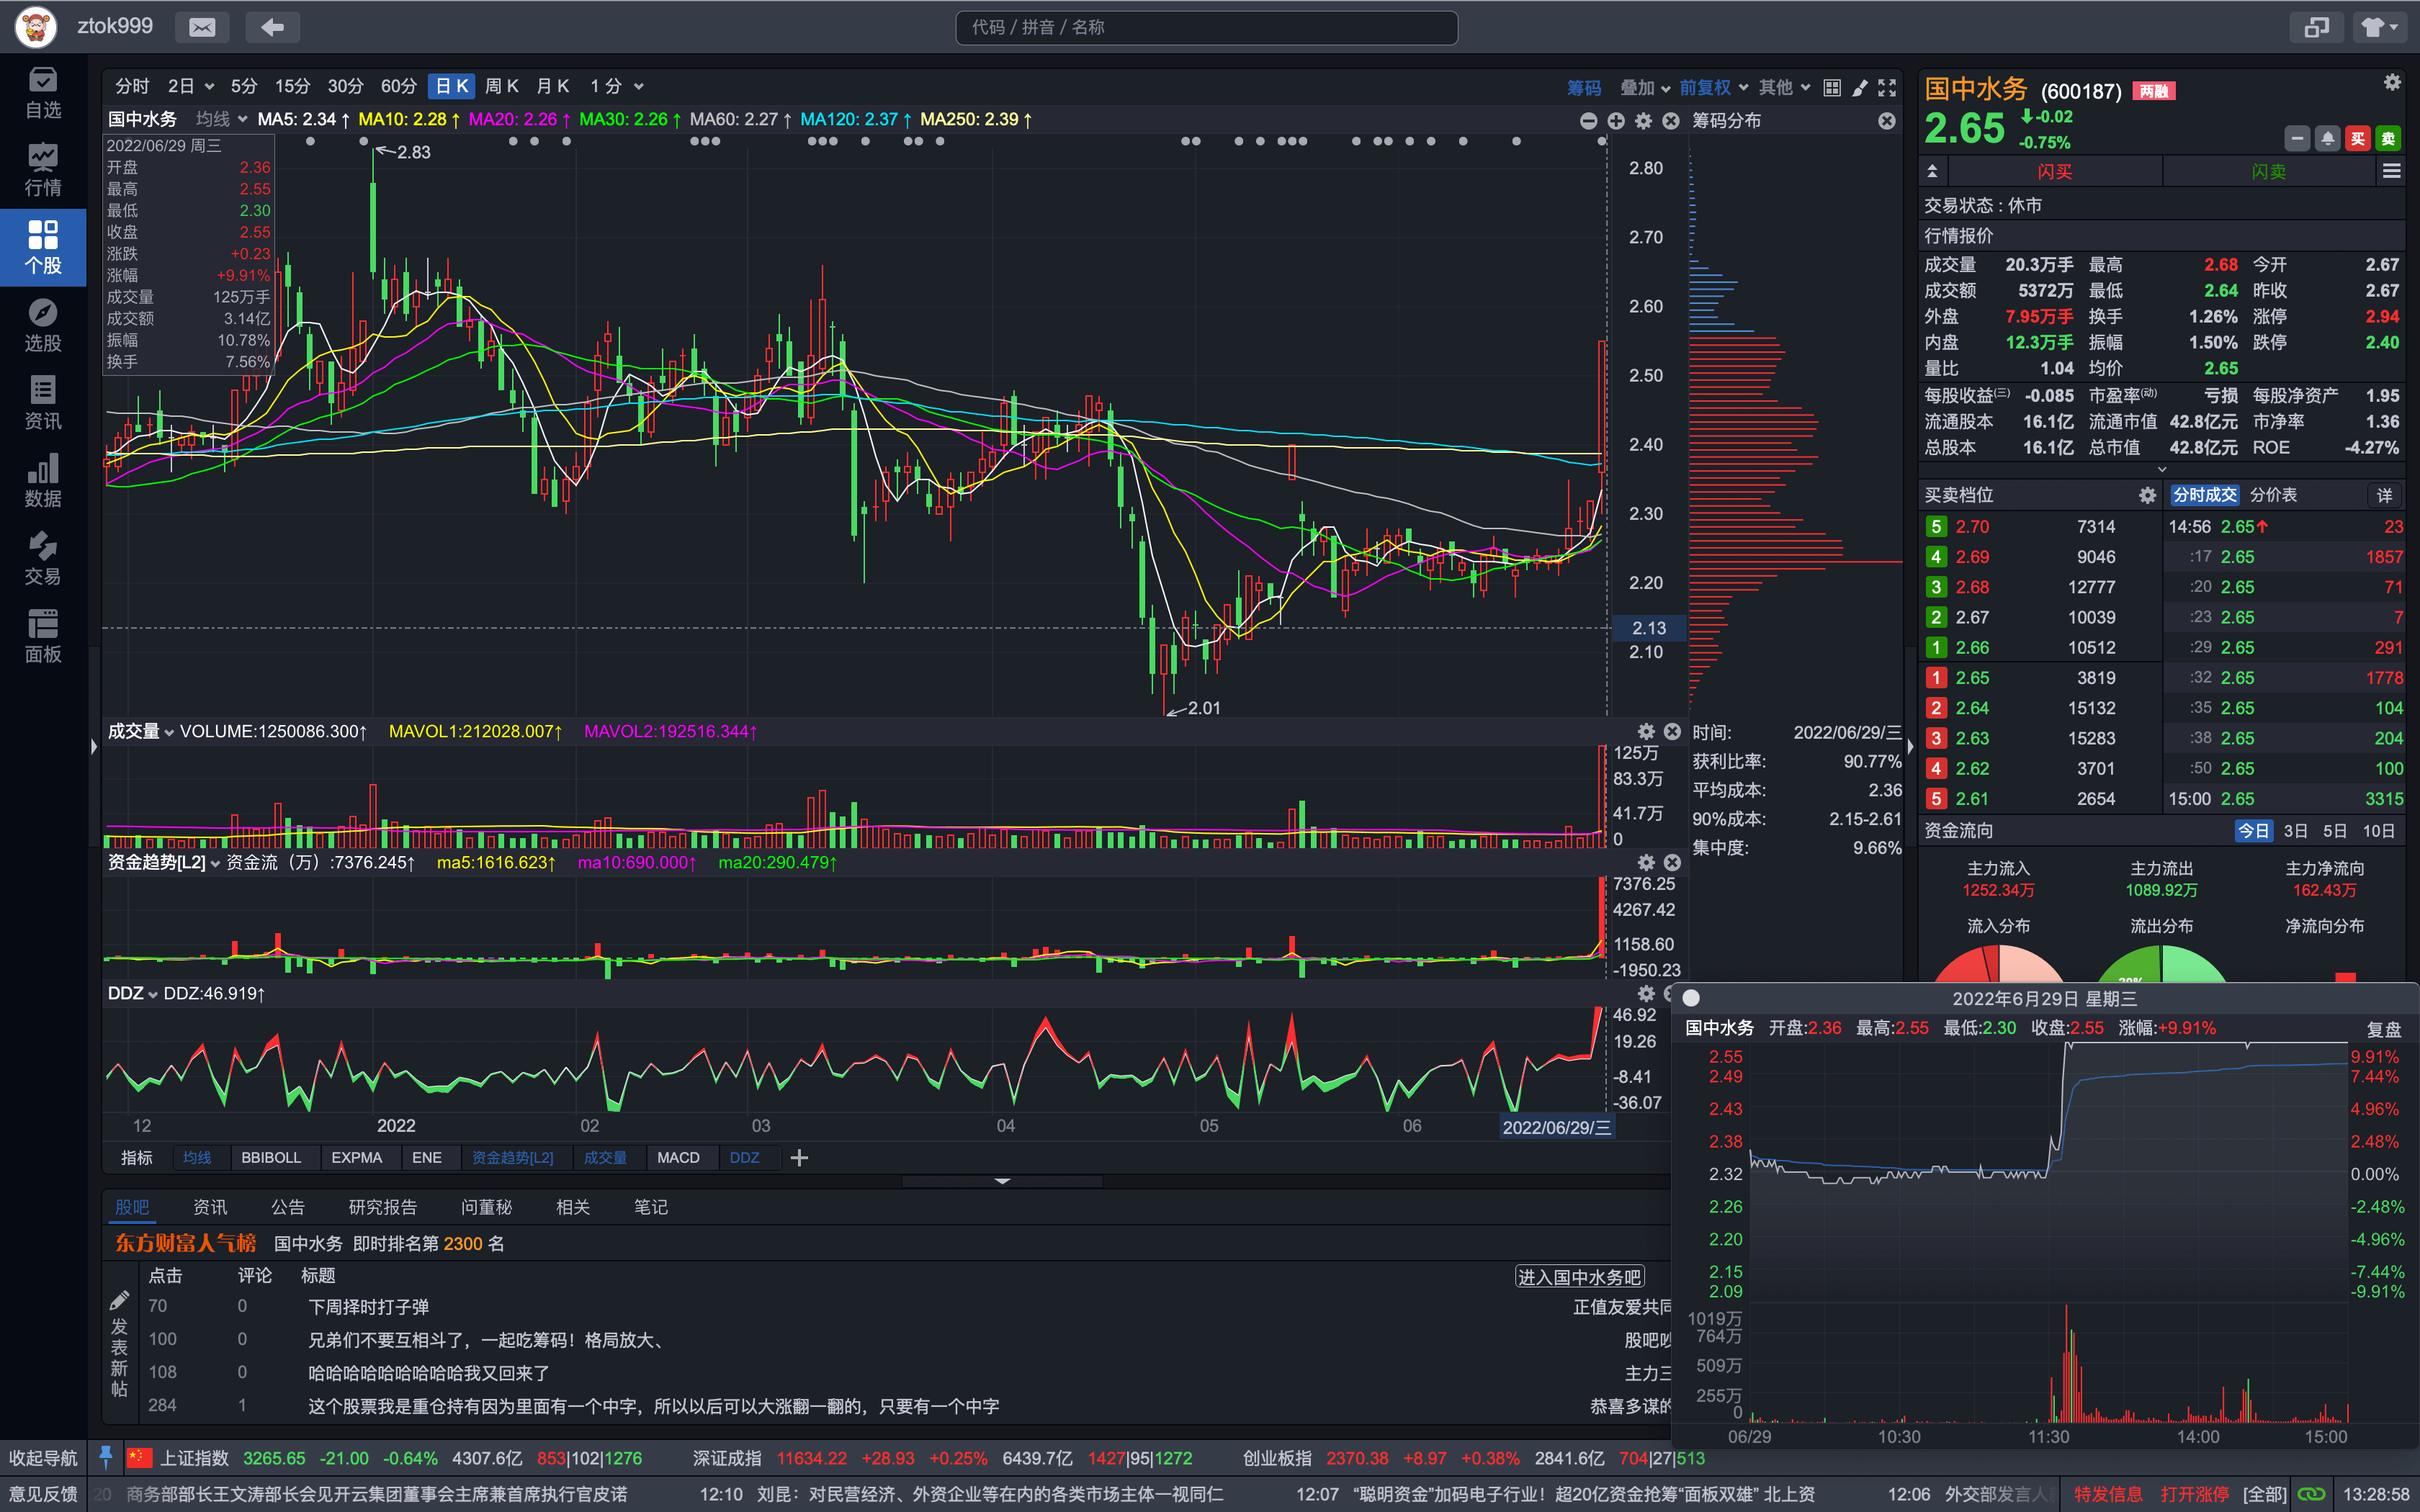 ztok999
代码 / 拼音 / 名称
自选
行情
个股
选股
资讯
数据
交易
面板
分时 2日 5分 15分 30分 60分 日K 周K 月K 1分 筹码 叠加 前复权 其他
国中水务 均线 MA5: 2.34↑ MA10: 2.28↑ MA20: 2.26↑ MA30: 2.26↑ MA60: 2.27↑ MA120: 2.37↑ MA250: 2.39↑ 筹码分布
2022/06/29 周三
开盘 2.36
最高 2.55
最低 2.30
收盘 2.55
涨跌 +0.23
涨幅 +9.91%
成交量 125万手
成交额 3.14亿
振幅 10.78%
换手 7.56%
2.83
2.01
2.80
2.70
2.60
2.50
2.40
2.30
2.20
2.13
2.10
成交量 VOLUME:1250086.300↑ MAVOL1:212028.007↑ MAVOL2:192516.344↑
125万
83.3万
41.7万
0
资金趋势[L2] 资金流（万）:7376.245↑ ma5:1616.623↑ ma10:690.000↑ ma20:290.479↑
7376.25
4267.42
1158.60
-1950.23
DDZ DDZ:46.919↑
46.92
19.26
-8.41
-36.07
12 2022 02 03 04 05 06 2022/06/29/三
指标 均线 BBIBOLL EXPMA ENE 资金趋势[L2] 成交量 MACD DDZ
时间: 2022/06/29/三
获利比率: 90.77%
平均成本: 2.36
90%成本: 2.15-2.61
集中度: 9.66%
股吧 资讯 公告 研究报告 问董秘 相关 笔记
东方财富人气榜 国中水务 即时排名第 2300 名
点击 评论 标题 进入国中水务吧
70 0 下周择时打子弹 正值友爱共同
100 0 兄弟们不要互相斗了，一起吃筹码！格局放大、 股吧
108 0 哈哈哈哈哈哈哈哈哈我又回来了 主力三
284 1 这个股票我是重仓持有因为里面有一个中字，所以以后可以大涨翻一翻的，只要有一个中字 恭喜多谋的
发表新帖
国中水务 (600187) 两融
2.65 -0.02
-0.75%
买 卖
闪买 闪卖
交易状态 : 休市
行情报价
成交量 20.3万手 最高 2.68 今开 2.67
成交额 5372万 最低 2.64 昨收 2.67
外盘 7.95万手 换手 1.26% 涨停 2.94
内盘 12.3万手 振幅 1.50% 跌停 2.40
量比 1.04 均价 2.65
每股收益(三) -0.085 市盈率(动) 亏损 每股净资产 1.95
流通股本 16.1亿 流通市值 42.8亿元 市净率 1.36
总股本 16.1亿 总市值 42.8亿元 ROE -4.27%
买卖档位 分时成交 分价表 详
5 2.70 7314 14:56 2.65↑ 23
4 2.69 9046 :17 2.65 1857
3 2.68 12777 :20 2.65 71
2 2.67 10039 :23 2.65 7
1 2.66 10512 :29 2.65 291
1 2.65 3819 :32 2.65 1778
2 2.64 15132 :35 2.65 104
3 2.63 15283 :38 2.65 204
4 2.62 3701 :50 2.65 100
5 2.61 2654 15:00 2.65 3315
资金流向 今日 3日 5日 10日
主力流入 主力流出 主力净流向
1252.34万 1089.92万 162.43万
流入分布 流出分布 净流向分布
2022年6月29日 星期三
国中水务 开盘:2.36 最高:2.55 最低:2.30 收盘:2.55 涨幅:+9.91% 复盘
2.55 9.91%
2.49 7.44%
2.43 4.96%
2.38 2.48%
2.32 0.00%
2.26 -2.48%
2.20 -4.96%
2.15 -7.44%
2.09 -9.91%
1019万
764万
509万
255万
0
06/29 10:30 11:30 14:00 15:00
收起导航 上证指数 3265.65 -21.00 -0.64% 4307.6亿 853|102|1276 深证成指 11634.22 +28.93 +0.25% 6439.7亿 1427|95|1272 创业板指 2370.38 +8.97 +0.38% 2841.6亿 704|27|513
意见反馈 20 商务部部长王文涛部长会见开云集团董事会主席兼首席执行官皮诺 12:10 刘昆：对民营经济、外资企业等在内的各类市场主体一视同仁 12:07 “聪明资金”加码电子行业！超20亿资金抢筹“面板双雄” 北上资 12:06 外交部发言人 特发信息 打开涨停 [全部] 13:28:58